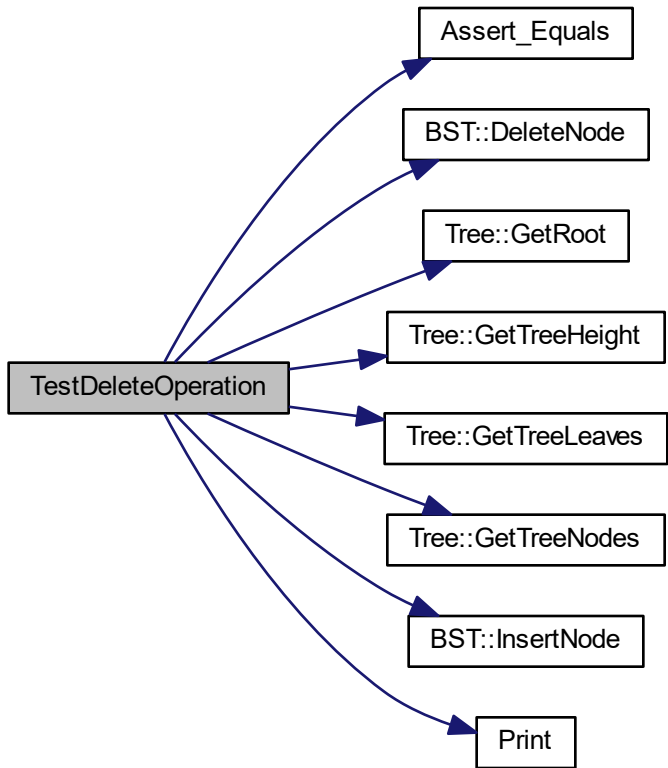 Assert_Equals
BST::DeleteNode
Tree::GetRoot
Tree::GetTreeHeight
TestDeleteOperation
Tree::GetTreeLeaves
Tree::GetTreeNodes
BST::InsertNode
Print